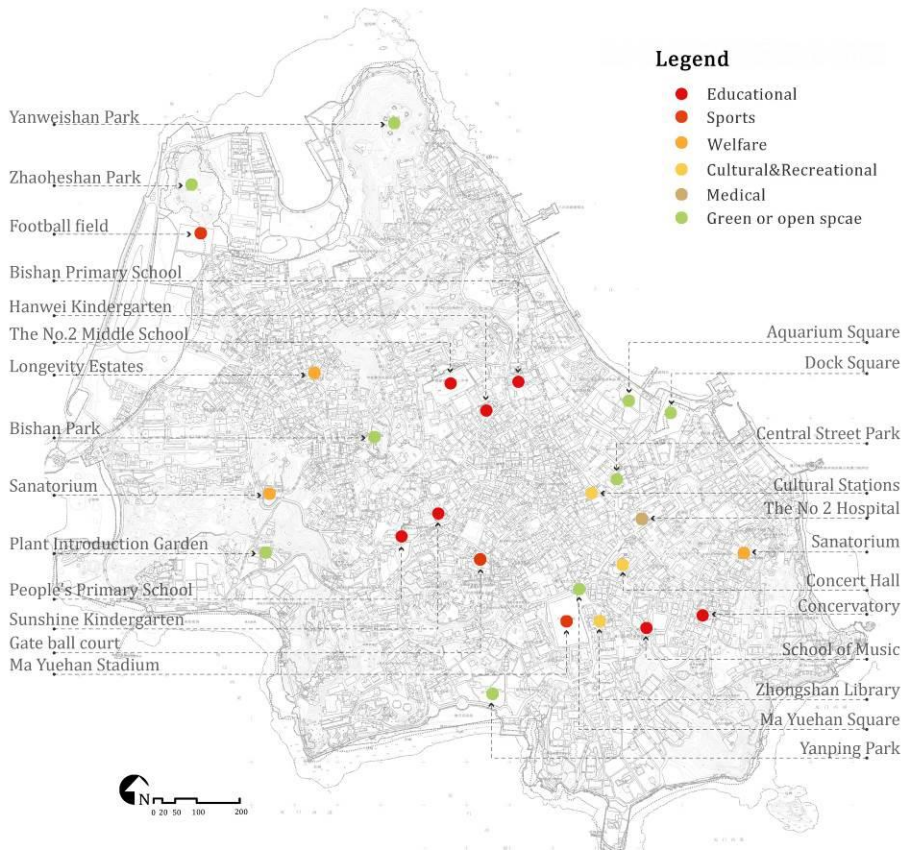 Legend
Educational
Sports
Welfare
Cultural&Recreational
Medical
Green or open spcae
Yanweishan Park
Zhaoheshan Park
Football field
Bishan Primary School
Hanwei Kindergarten
The No.2 Middle School
Longevity Estates
Bishan Park
Sanatorium
Plant Introduction Garden
People's Primary School
Sunshine Kindergarten
Gate ball court
Ma Yuehan Stadium
Aquarium Square
Dock Square
Central Street Park
Cultural Stations
The No 2 Hospital
Sanatorium
Concert Hall
Concervatory
School of Music
Zhongshan Library
Ma Yuehan Square
Yanping Park
N
0 20 50 100 200